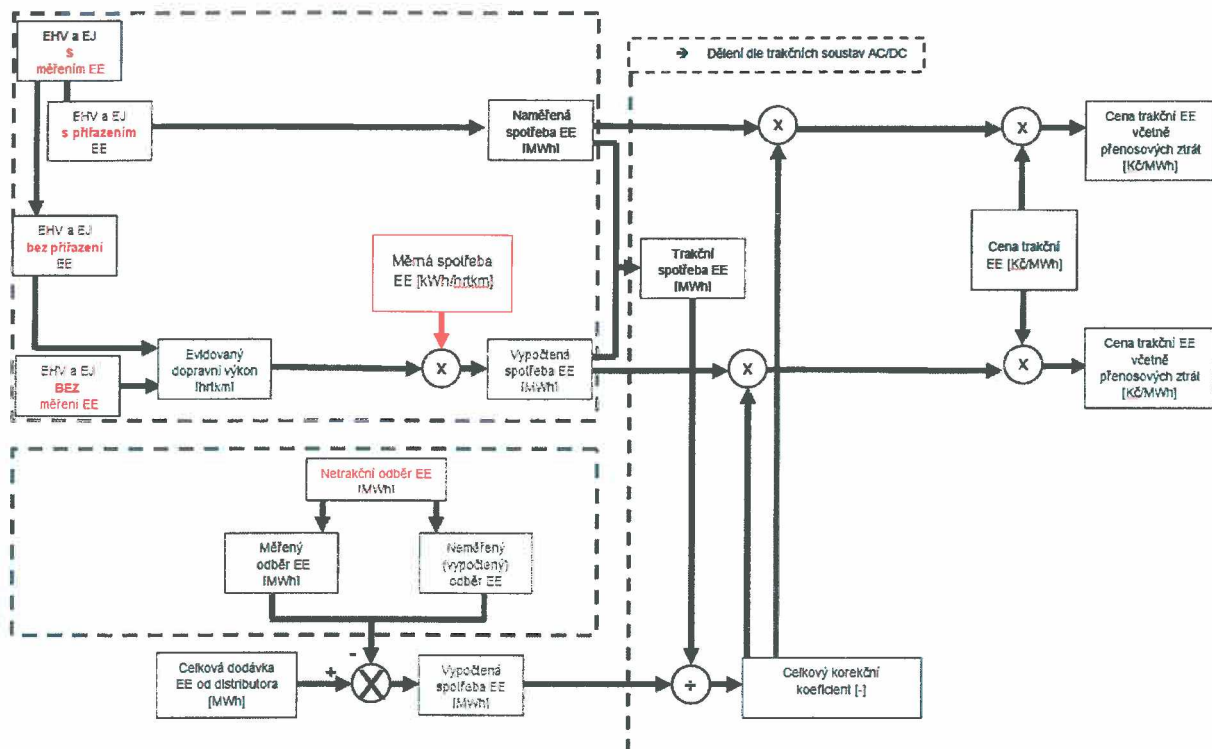 EHV a EJ
S
měřením EE
➔ Dělení dle trakčních soustav AC/DC
EHV a EJ
s přiřazením
EE
Naměřená
spotřeba EE
[MWh]
X
X
Cena trakční EE
včetně
přenosových ztrát
[Kč/MWh]
EHV a EJ
bez přiřazení
EE
Měrná spotřeba
EE [kWh/hrtkm]
Trakční
spotřeba EE
[MWh]
Cena trakční
EE [Kč/MWh]
EHV a EJ
BEZ
měření EE
Evidovaný
dopravní výkon
[hrtkm]
X
Vypočtená
spotřeba EE
[MWh]
X
X
Cena trakční EE
včetně
přenosových ztrát
[Kč/MWh]
Netrakční odběr EE
[MWh]
Měřený
odběr EE
[MWh]
Neměřený
(vypočtený)
odběr EE
-
+
Celková dodávka
EE od distributora
[MWh]
X
Vypočtená
spotřeba EE
[MWh]
÷
Celkový korekční
koeficient [-]